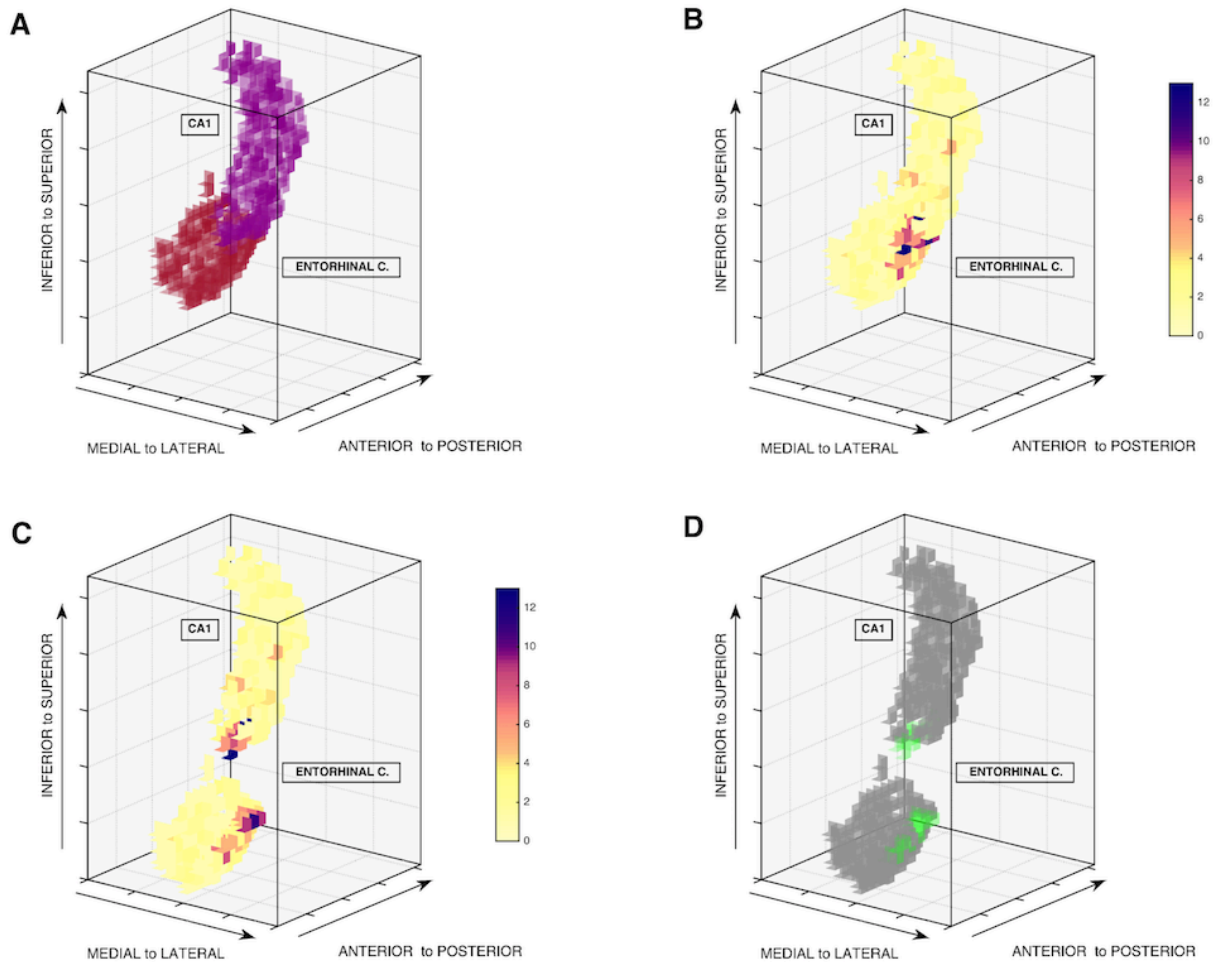 A
INFERIOR to SUPERIOR
CA1
ENTORHINAL C.
MEDIAL to LATERAL
ANTERIOR to POSTERIOR
B
INFERIOR to SUPERIOR
CA1
ENTORHINAL C.
MEDIAL to LATERAL
ANTERIOR to POSTERIOR
12
10
8
6
4
2
0
C
INFERIOR to SUPERIOR
CA1
ENTORHINAL C.
MEDIAL to LATERAL
ANTERIOR to POSTERIOR
12
10
8
6
4
2
0
D
INFERIOR to SUPERIOR
CA1
ENTORHINAL C.
MEDIAL to LATERAL
ANTERIOR to POSTERIOR